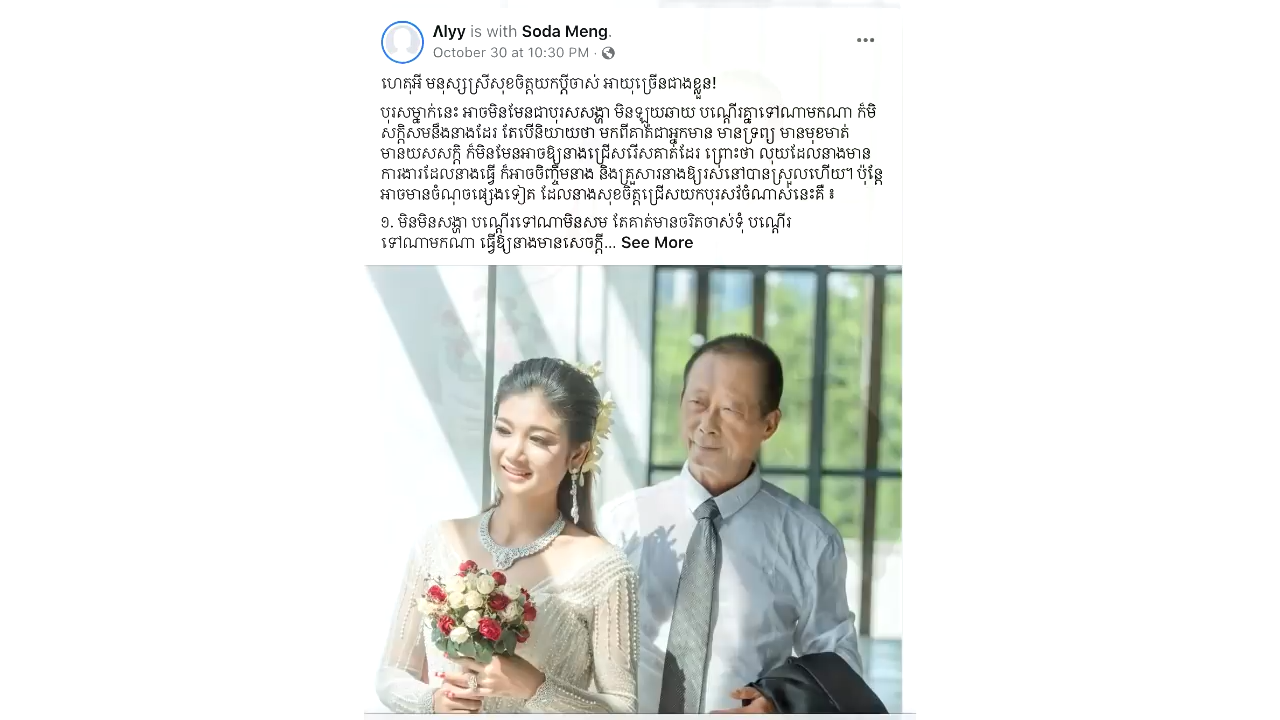 Λlyy is with Soda Meng.
October 30 at 10:30 PM ·
ហេតុអី មនុស្សស្រីសុខចិត្តយកប្តីចាស់ អាយុច្រើនជាងខ្លួន!
បុរសម្នាក់នេះ អាចមិនមែនជាបុរសសង្ហា មិនឡូយឆាយ បណ្តើរគ្នាទៅណាមកណា ក៏មិ
សក្តិសមនឹងនាងដែរ តែបើនិយាយថា មកពីគាត់ជាអ្នកមាន មានទ្រព្យ មានមុខមាត់
មានយសសក្តិ ក៏មិនមែនអាចឱ្យនាងជ្រើសរើសគាត់ដែរ ព្រោះថា លុយដែលនាងមាន
ការងារដែលនាងធ្វើ ក៏អាចចិញ្ចឹមនាង និងគ្រួសារនាងឱ្យរស់នៅបានស្រួលហើយ។ ប៉ុន្តែ
អាចមានចំណុចផ្សេងទៀត ដែលនាងសុខចិត្តជ្រើសយកបុរសវ័ចំណាស់នេះគឺ ៖
១. មិនមិនសង្ហា បណ្តើរទៅណាមិនសម តែគាត់មានចរិតចាស់ទុំ បណ្តើរ
ទៅណាមកណា ធ្វើឱ្យនាងមានសេចក្តី... See More